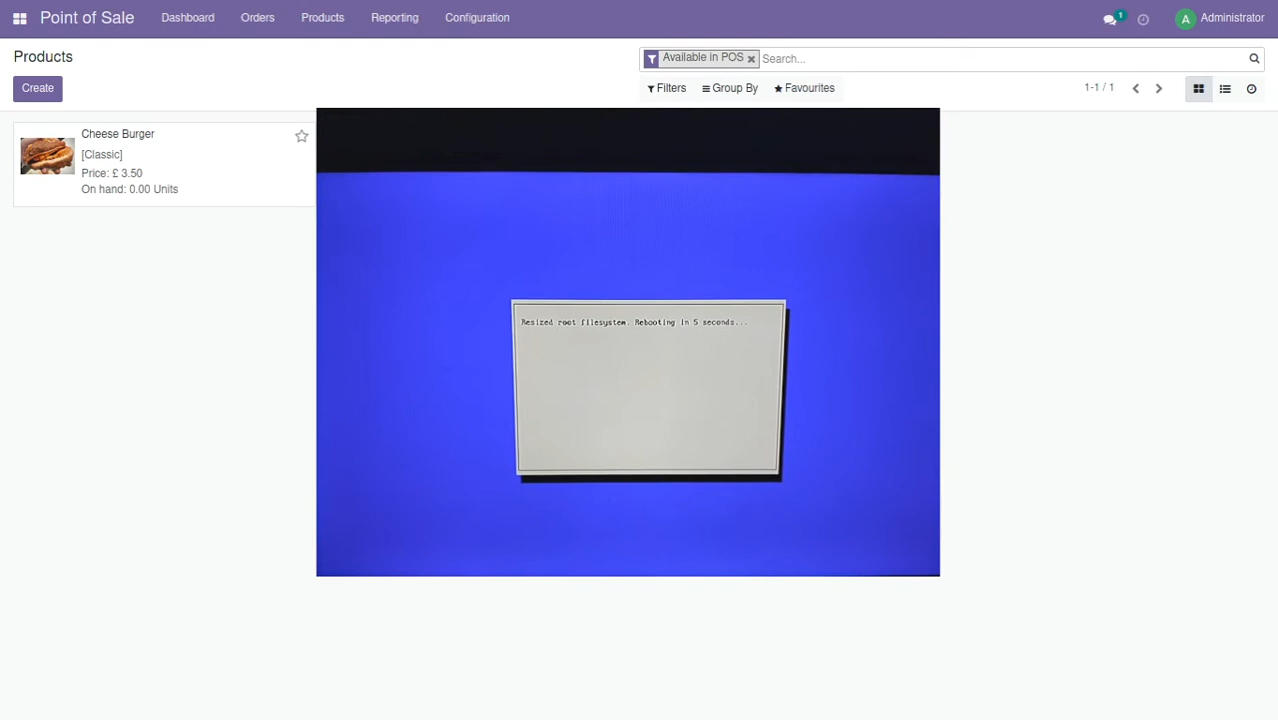 Point of Sale Dashboard Orders Products Reporting Configuration 1 A Administrator
Products
Available in POS Search...
Create
Filters Group By Favourites 1-1 / 1
Cheese Burger
[Classic]
Price: £ 3.50
On hand: 0.00 Units
Resized root filesystem. Rebooting in 5 seconds...